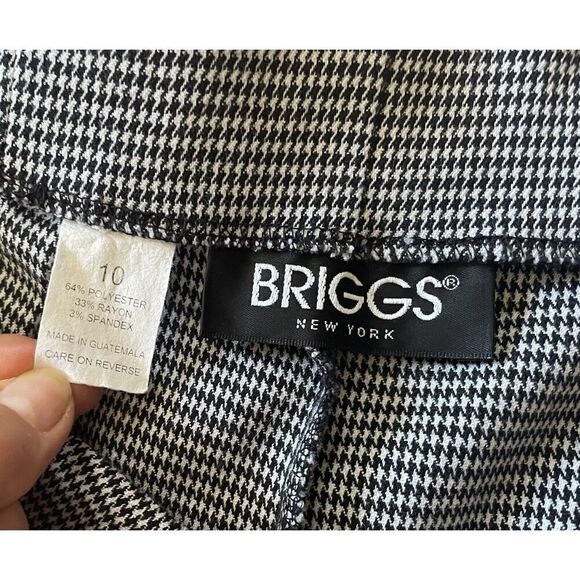 10
64% POLYESTER
33% RAYON
3% SPANDEX
MADE IN GUATEMALA
CARE ON REVERSE
BRIGGS®
NEW YORK